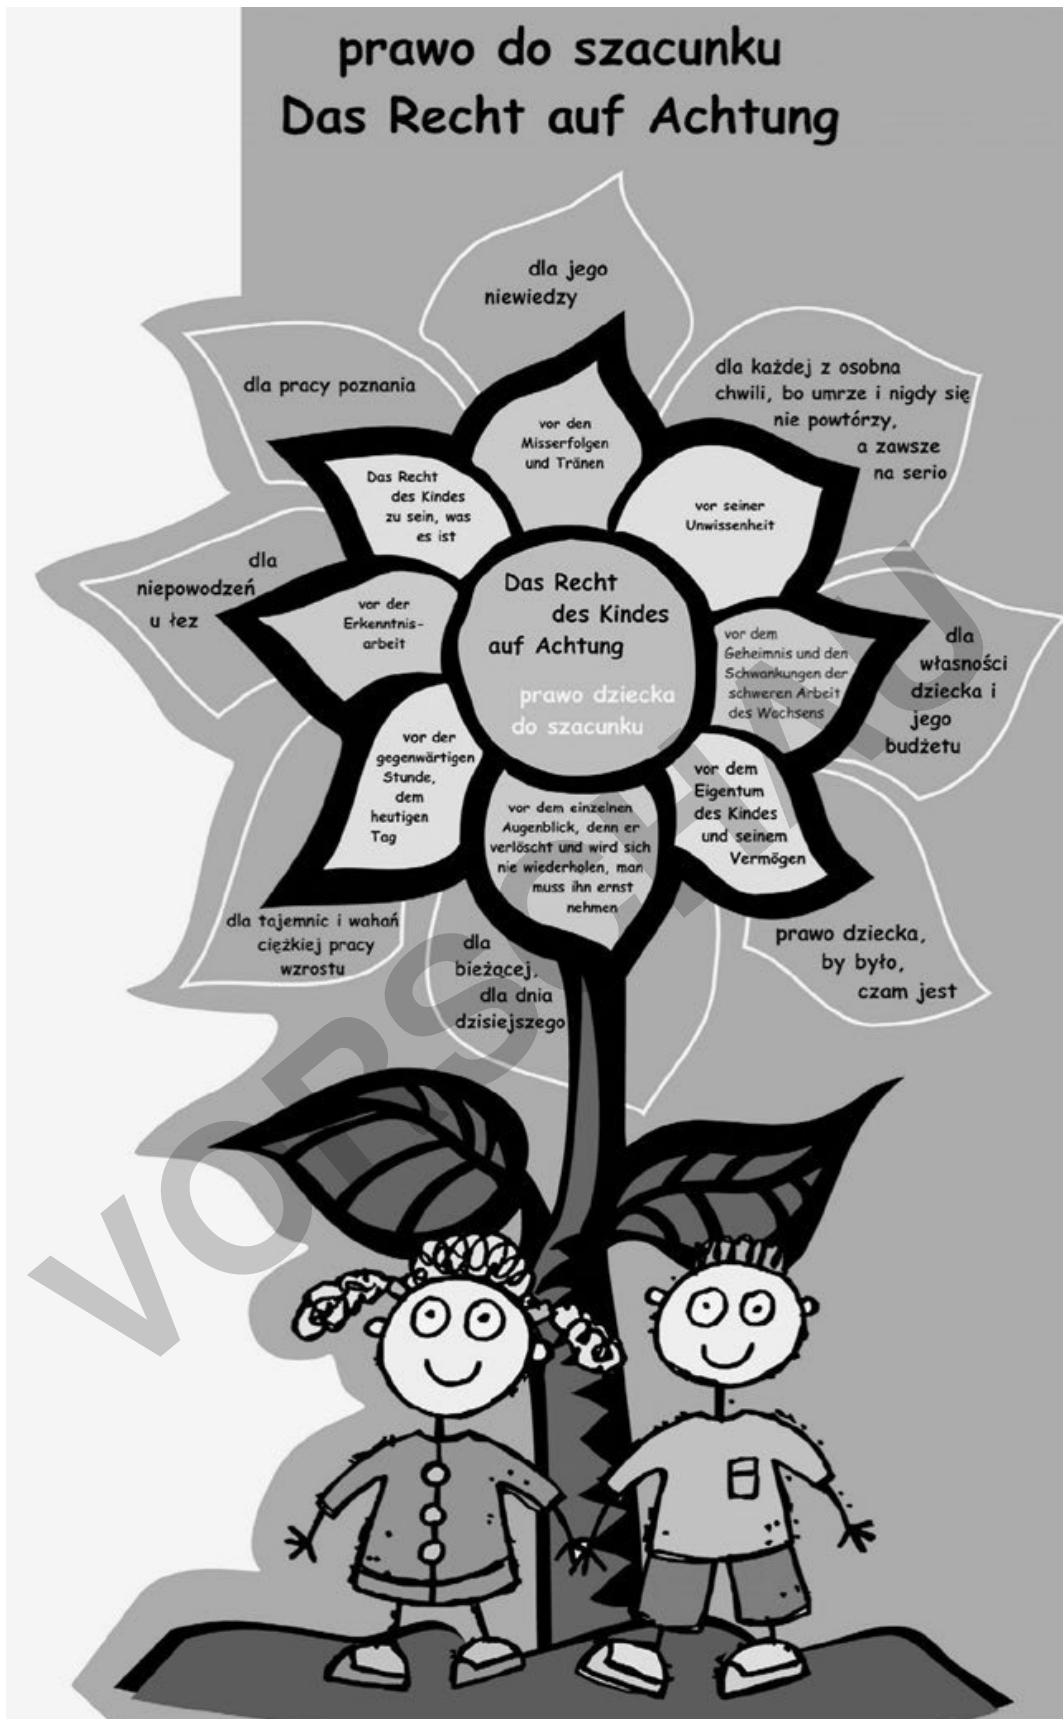 prawo do szacunku
Das Recht auf Achtung
dla jego
niewiedzy
dla pracy poznania
dla każdej z osobna
chwili, bo umrze i nigdy się
nie powtórzy,
a zawsze
na serio
vor den
Misserfolgen
und Tränen
Das Recht
des Kindes
zu sein, was
es ist
vor seiner
Unwissenheit
dla
niepowodzeń
u łez
vor der
Erkenntnis-
arbeit
Das Recht
des Kindes
auf Achtung
prawo dziecka
do szacunku
vor dem
Geheimnis und den
Schwankungen der
schweren Arbeit
des Wachsens
dla
własności
dziecka i
jego
budżetu
vor der
gegenwärtigen
Stunde,
dem
heutigen
Tag
vor dem einzelnen
Augenblick, denn er
verlöscht und wird sich
nie wiederholen, man
muss ihn ernst
nehmen
vor dem
Eigentum
des Kindes
und seinem
Vermögen
dla tajemnic i wahań
ciężkiej pracy
wzrostu
dla
bieżącej,
dla dnia
dzisiejszego
prawo dziecka,
by było,
czam jest
VORSCHAU